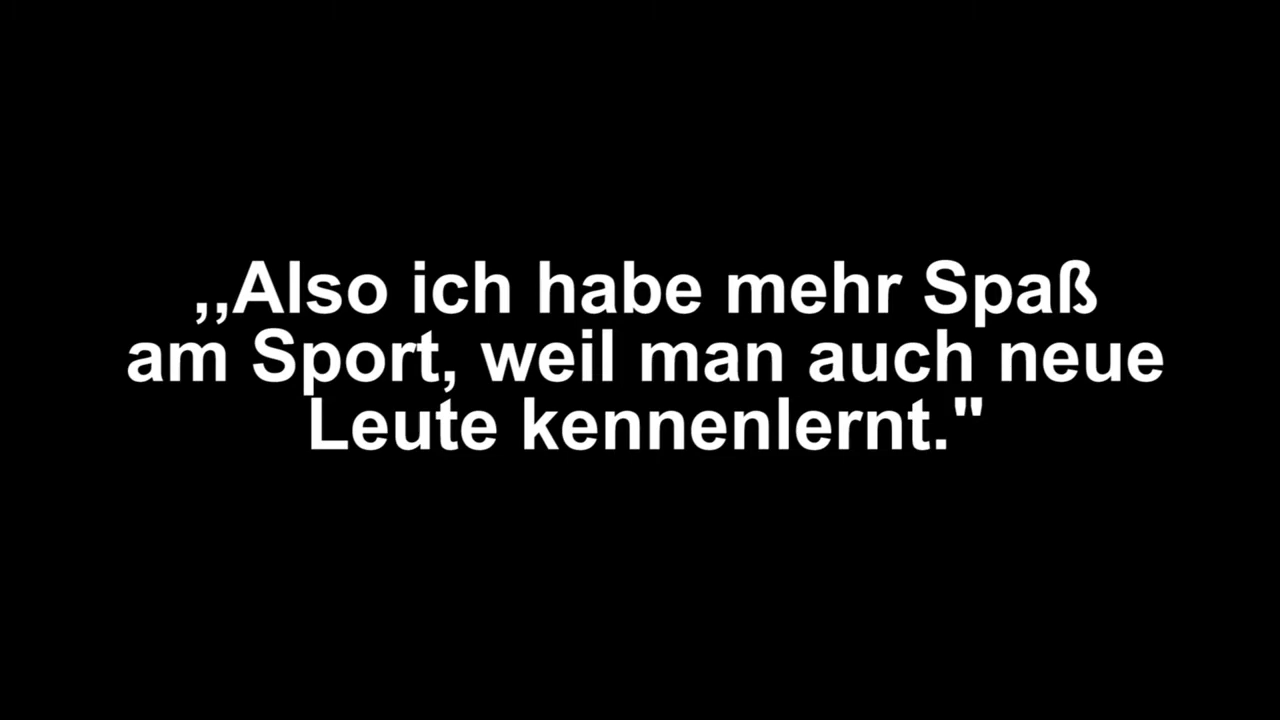 ,,Also ich habe mehr Spaß
am Sport, weil man auch neue
Leute kennenlernt."